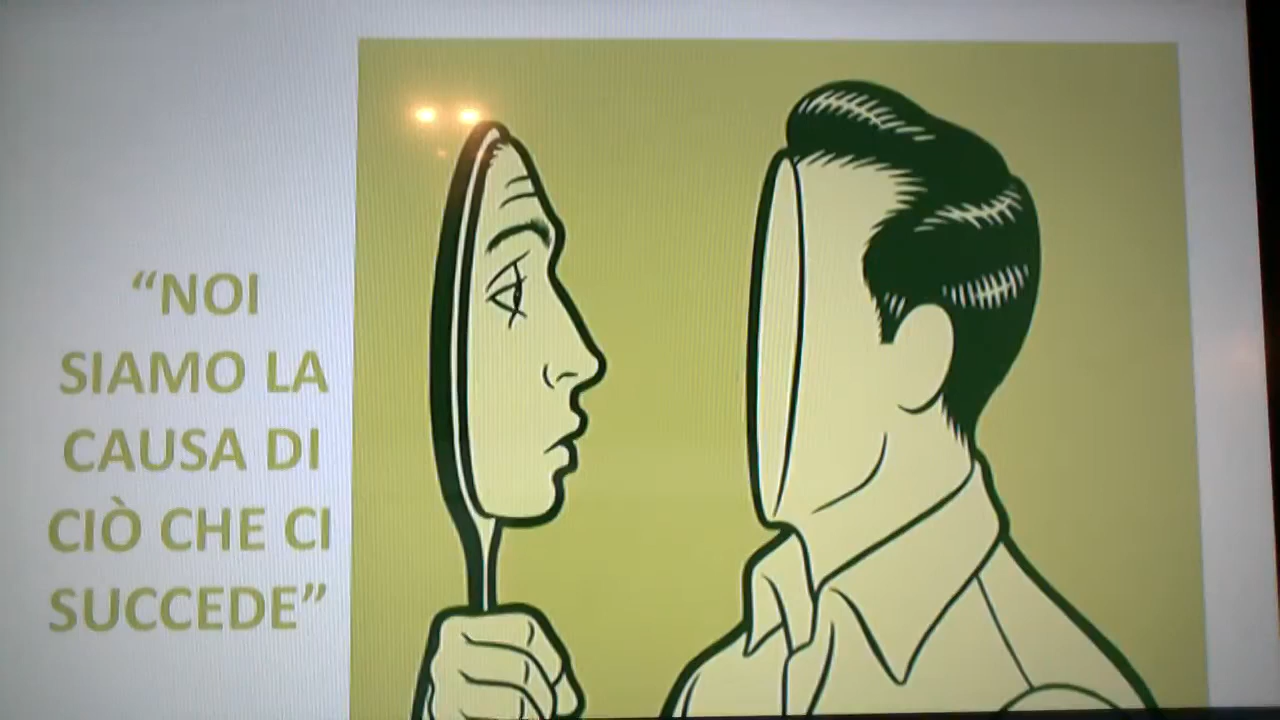 “NOI
SIAMO LA
CAUSA DI
CIÒ CHE CI
SUCCEDE”